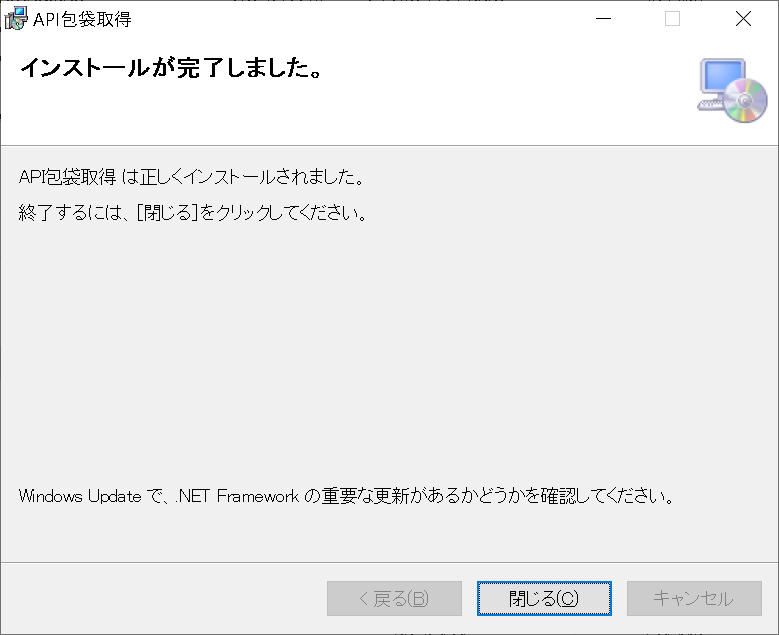 API包袋取得
インストールが完了しました。
API包袋取得 は正しくインストールされました。
終了するには、[閉じる]をクリックしてください。
Windows Update で、.NET Framework の重要な更新があるかどうかを確認してください。
< 戻る(B)
閉じる(C)
キャンセル